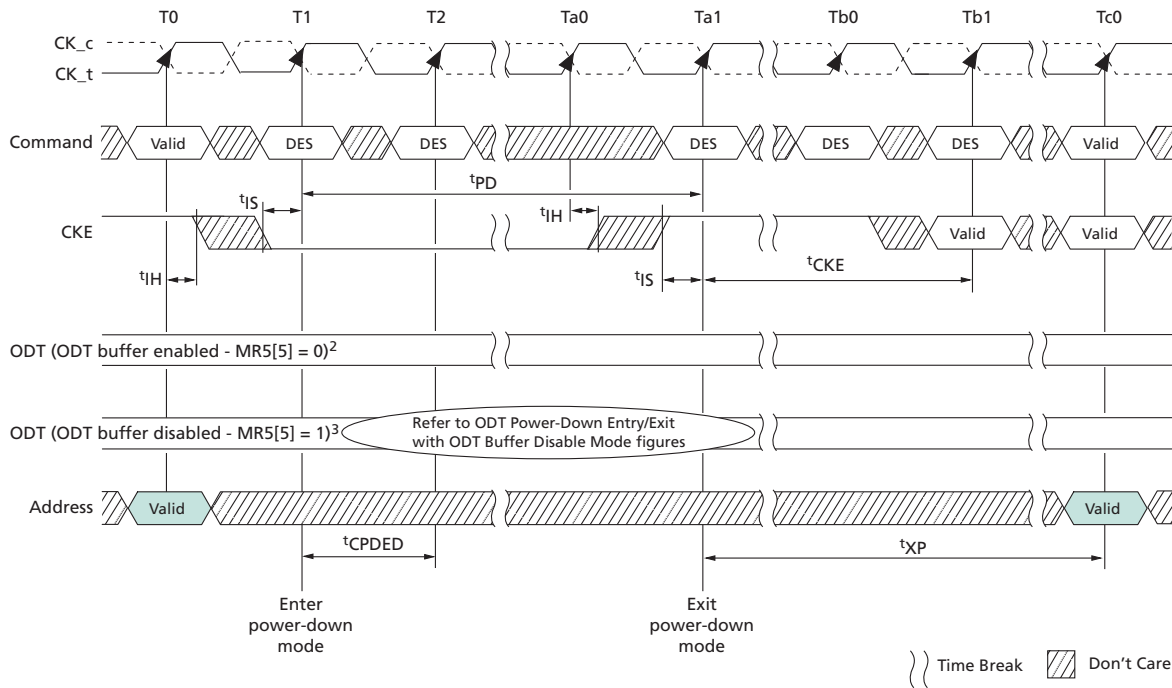 T0 T1 T2 Ta0 Ta1 Tb0 Tb1 Tc0
CK_c
CK_t
Command Valid DES DES DES DES DES Valid
tPD
tIS
tIH
CKE Valid Valid
tIH
tIS
tCKE
ODT (ODT buffer enabled - MR5[5] = 0)2
ODT (ODT buffer disabled - MR5[5] = 1)3
Refer to ODT Power-Down Entry/Exit
with ODT Buffer Disable Mode figures
Address Valid Valid
tCPDED
tXP
Enter
power-down
mode
Exit
power-down
mode
Time Break
Don't Care